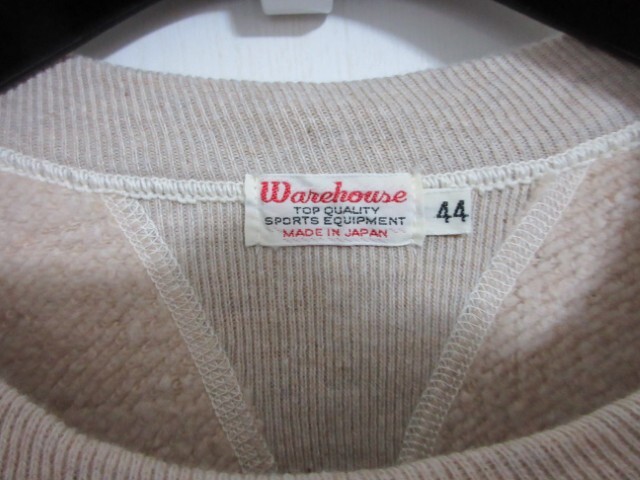 Warehouse
TOP QUALITY
SPORTS EQUIPMENT
MADE IN JAPAN
44